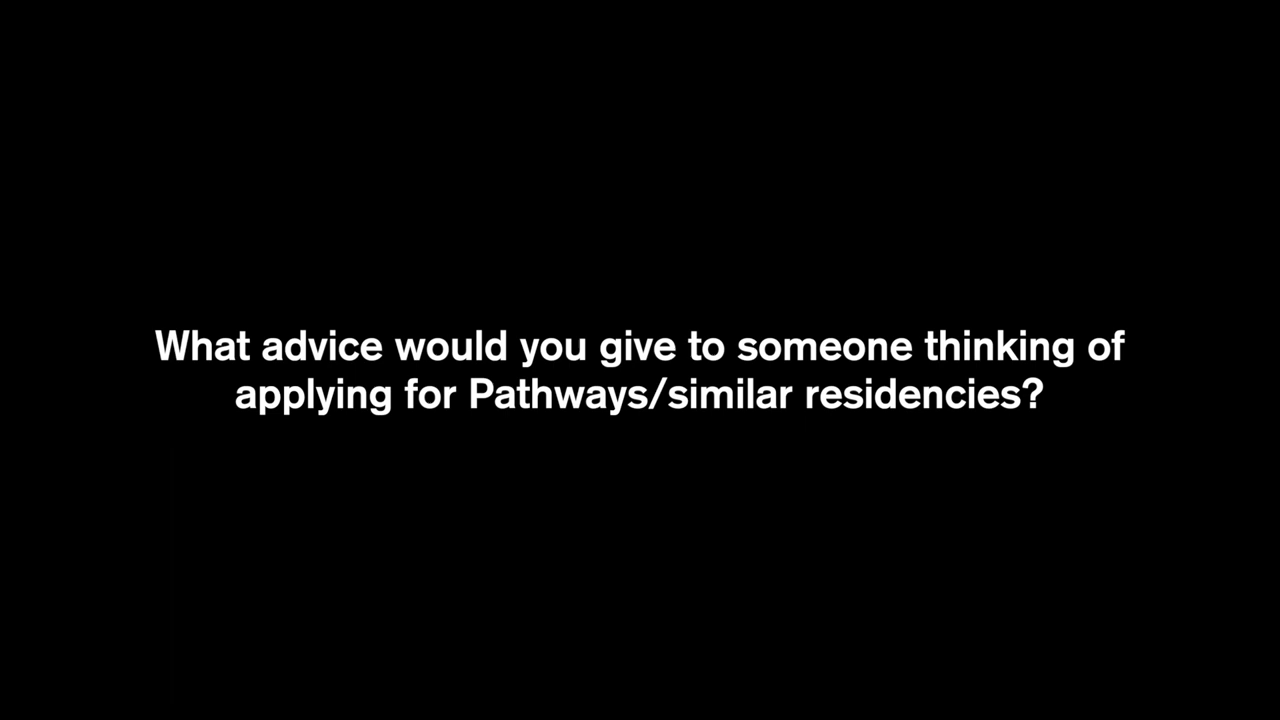 What advice would you give to someone thinking of
applying for Pathways/similar residencies?